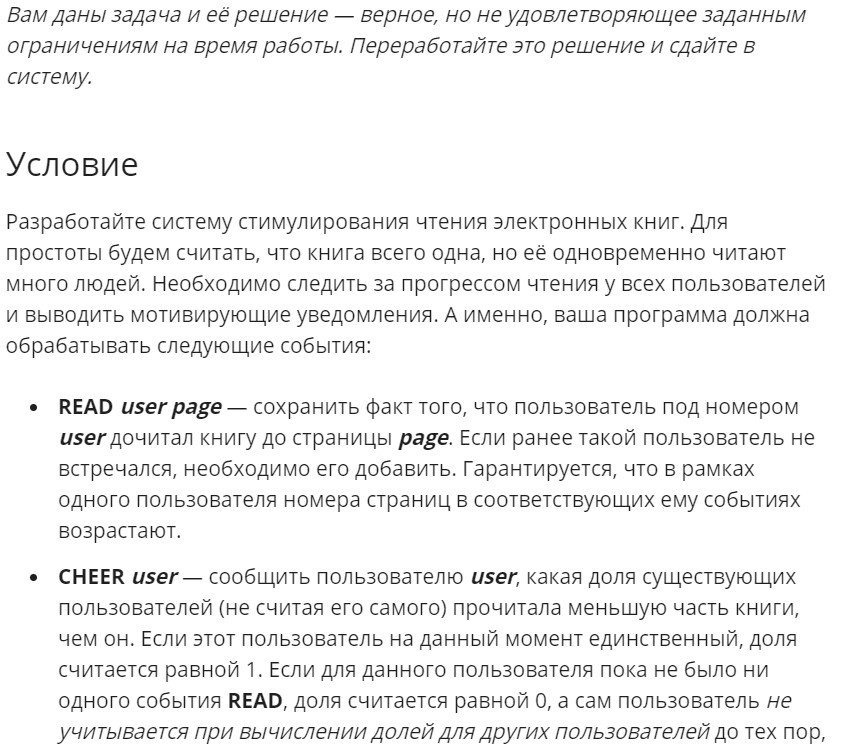 Вам даны задача и её решение — верное, но не удовлетворяющее заданным
ограничениям на время работы. Переработайте это решение и сдайте в
систему.
Условие
Разработайте систему стимулирования чтения электронных книг. Для
простоты будем считать, что книга всего одна, но её одновременно читают
много людей. Необходимо следить за прогрессом чтения у всех пользователей
и выводить мотивирующие уведомления. А именно, ваша программа должна
обрабатывать следующие события:
• READ user page — сохранить факт того, что пользователь под номером
user дочитал книгу до страницы page. Если ранее такой пользователь не
встречался, необходимо его добавить. Гарантируется, что в рамках
одного пользователя номера страниц в соответствующих ему событиях
возрастают.
• CHEER user — сообщить пользователю user, какая доля существующих
пользователей (не считая его самого) прочитала меньшую часть книги,
чем он. Если этот пользователь на данный момент единственный, доля
считается равной 1. Если для данного пользователя пока не было ни
одного события READ, доля считается равной 0, а сам пользователь не
учитывается при вычислении долей для других пользователей до тех пор,